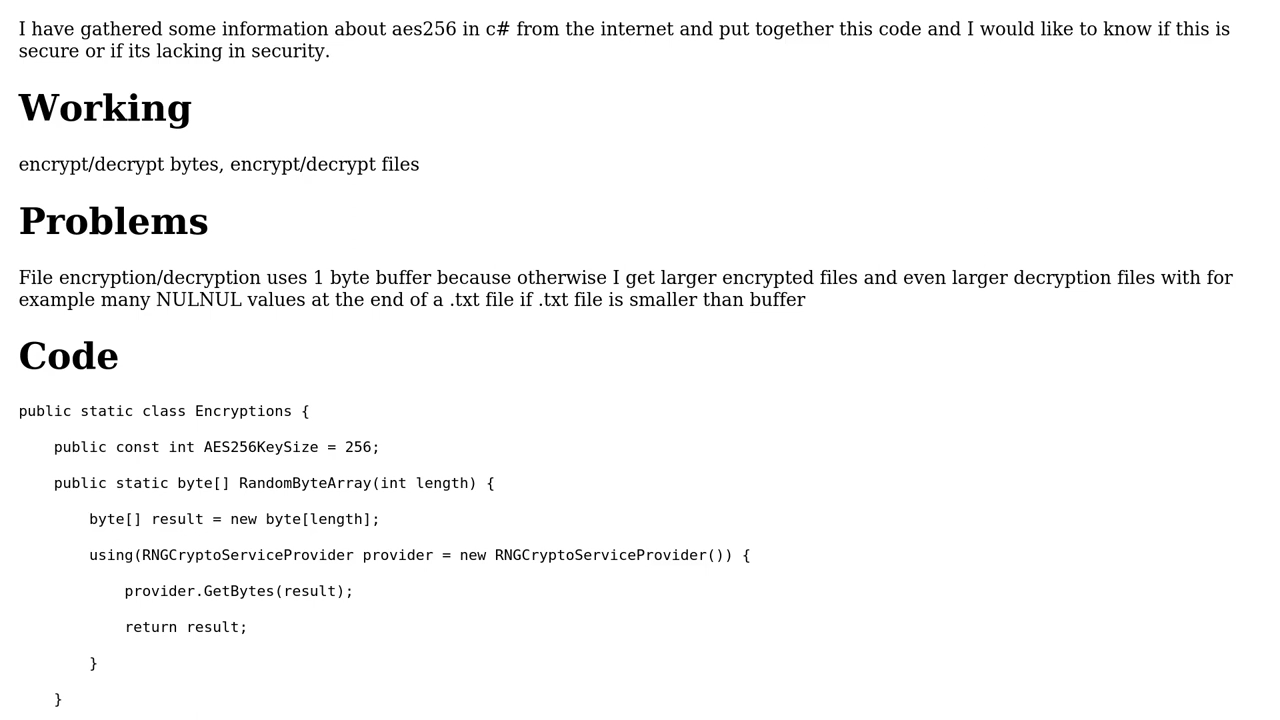 I have gathered some information about aes256 in c# from the internet and put together this code and I would like to know if this is
secure or if its lacking in security.
Working
encrypt/decrypt bytes, encrypt/decrypt files
Problems
File encryption/decryption uses 1 byte buffer because otherwise I get larger encrypted files and even larger decryption files with for
example many NULNUL values at the end of a .txt file if .txt file is smaller than buffer
Code
public static class Encryptions {
    public const int AES256KeySize = 256;
    public static byte[] RandomByteArray(int length) {
        byte[] result = new byte[length];
        using(RNGCryptoServiceProvider provider = new RNGCryptoServiceProvider()) {
            provider.GetBytes(result);
            return result;
        }
    }